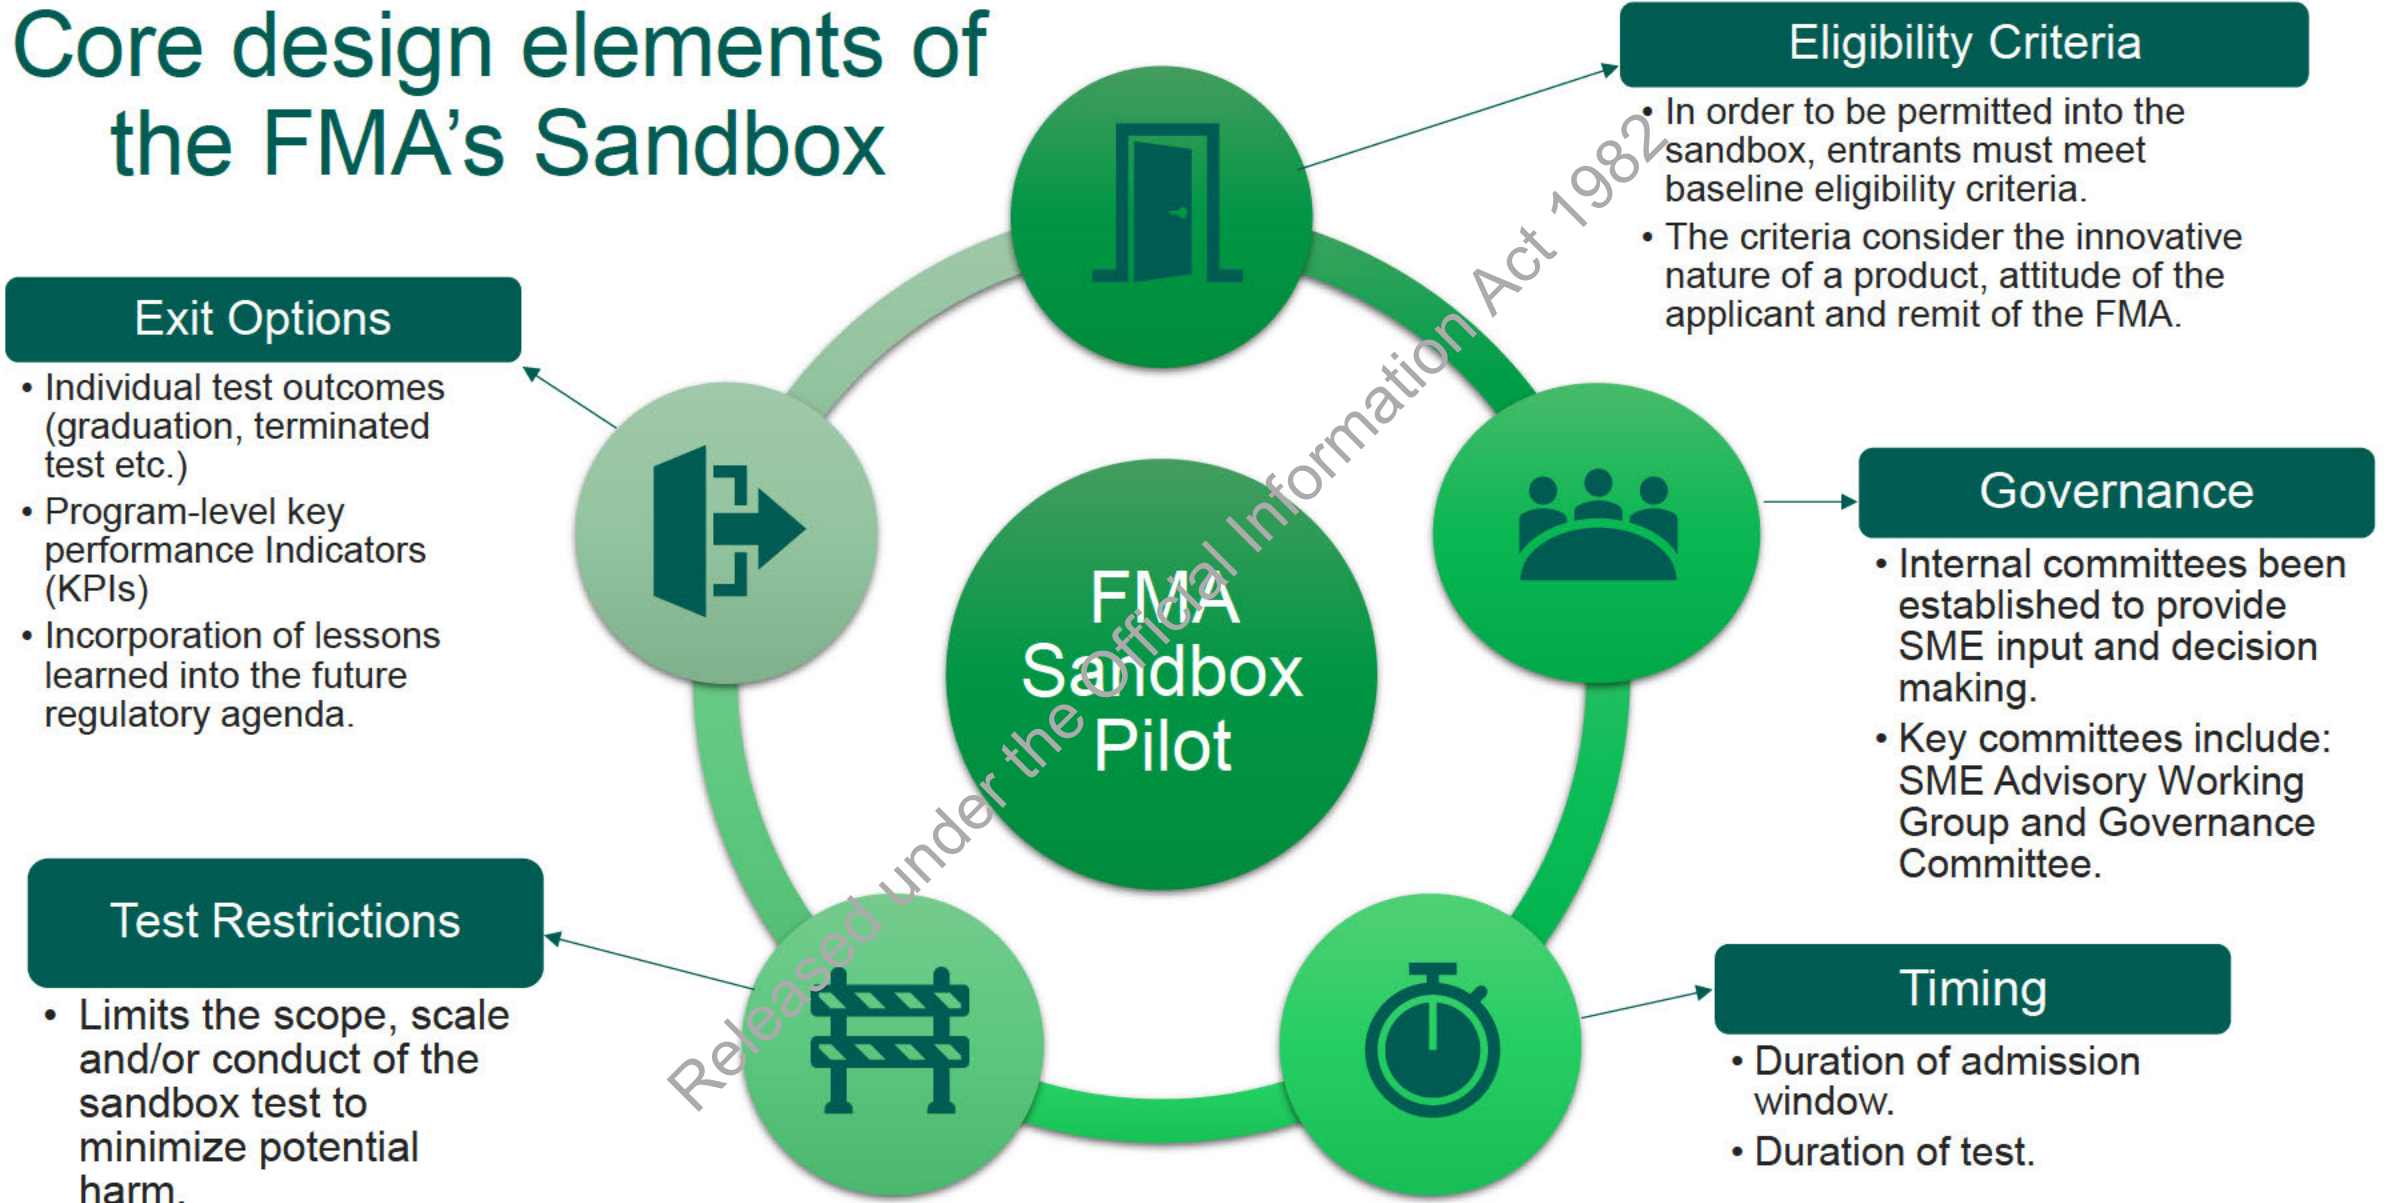 Core design elements of
the FMA's Sandbox
Eligibility Criteria
• In order to be permitted into the
sandbox, entrants must meet
baseline eligibility criteria.
• The criteria consider the innovative
nature of a product, attitude of the
applicant and remit of the FMA.
Governance
• Internal committees been
established to provide
SME input and decision
making.
• Key committees include:
SME Advisory Working
Group and Governance
Committee.
Timing
• Duration of admission
window.
• Duration of test.
Test Restrictions
• Limits the scope, scale
and/or conduct of the
sandbox test to
minimize potential
harm.
Exit Options
• Individual test outcomes
(graduation, terminated
test etc.)
• Program-level key
performance Indicators
(KPIs)
• Incorporation of lessons
learned into the future
regulatory agenda.
FMA
Sandbox
Pilot
Released under the Official Information Act 1982